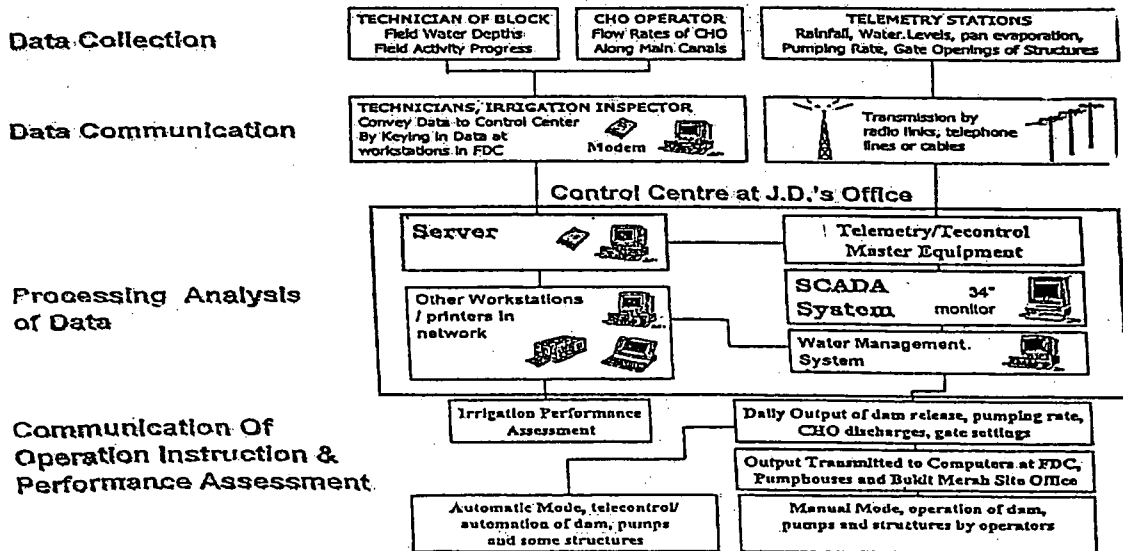 Data Collection
TECHNICIAN OF BLOCK
Field Water Depths
Field Activity Progress
CHO OPERATOR
Flow Rates of CHO
Along Main Canals
TELEMETRY STATIONS
Rainfall, Water Levels, pan evaporation,
Pumping Rate, Gate Openings of Structures
Data Communication
TECHNICIANS, IRRIGATION INSPECTOR
Convey Data to Control Center
By Keying in Data at
workstations in FDC
Modem
Transmission by
radio links, telephone
lines or cables
Control Centre at J.D.'s Office
Processing Analysis
of Data
Server
Telemetry/Tecontrol
Master Equipment
Other Workstations
/ printers in
network
SCADA
System
34"
monitor
Water Management
System
Communication Of
Operation Instruction &
Performance Assessment
Irrigation Performance
Assessment
Daily Output of dam release, pumping rate,
CHO discharges, gate settings
Output Transmitted to Computers at FDC,
Pumphouses and Bukit Merah Site Office
Automatic Mode, telecontrol/
automation of dam, pumps
and some structures
Manual Mode, operation of dam,
pumps and structures by operators